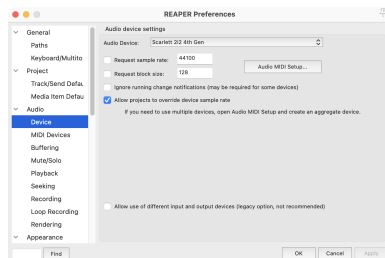 REAPER Preferences
General
Paths
Keyboard/Multito
Project
Track/Send Defau
Media Item Defau
Audio
Device
MIDI Devices
Buffering
Mute/Solo
Playback
Seeking
Recording
Loop Recording
Rendering
Appearance
Find
Audio device settings
Audio Device: Scarlett 2i2 4th Gen
Request sample rate: 44100
Request block size: 128
Audio MIDI Setup...
Ignore running change notifications (may be required for some devices)
Allow projects to override device sample rate
If you need to use multiple devices, open Audio MIDI Setup and create an aggregate device.
Allow use of different input and output devices (legacy option, not recommended)
OK Cancel Apply